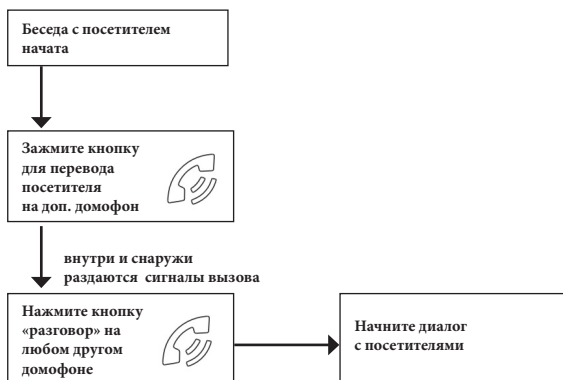 Беседа с посетителем
начата
Зажмите кнопку
для перевода
посетителя
на доп. домофон
внутри и снаружи
раздаются сигналы вызова
Нажмите кнопку
«разговор» на
любом другом
домофоне
Начните диалог
с посетителями